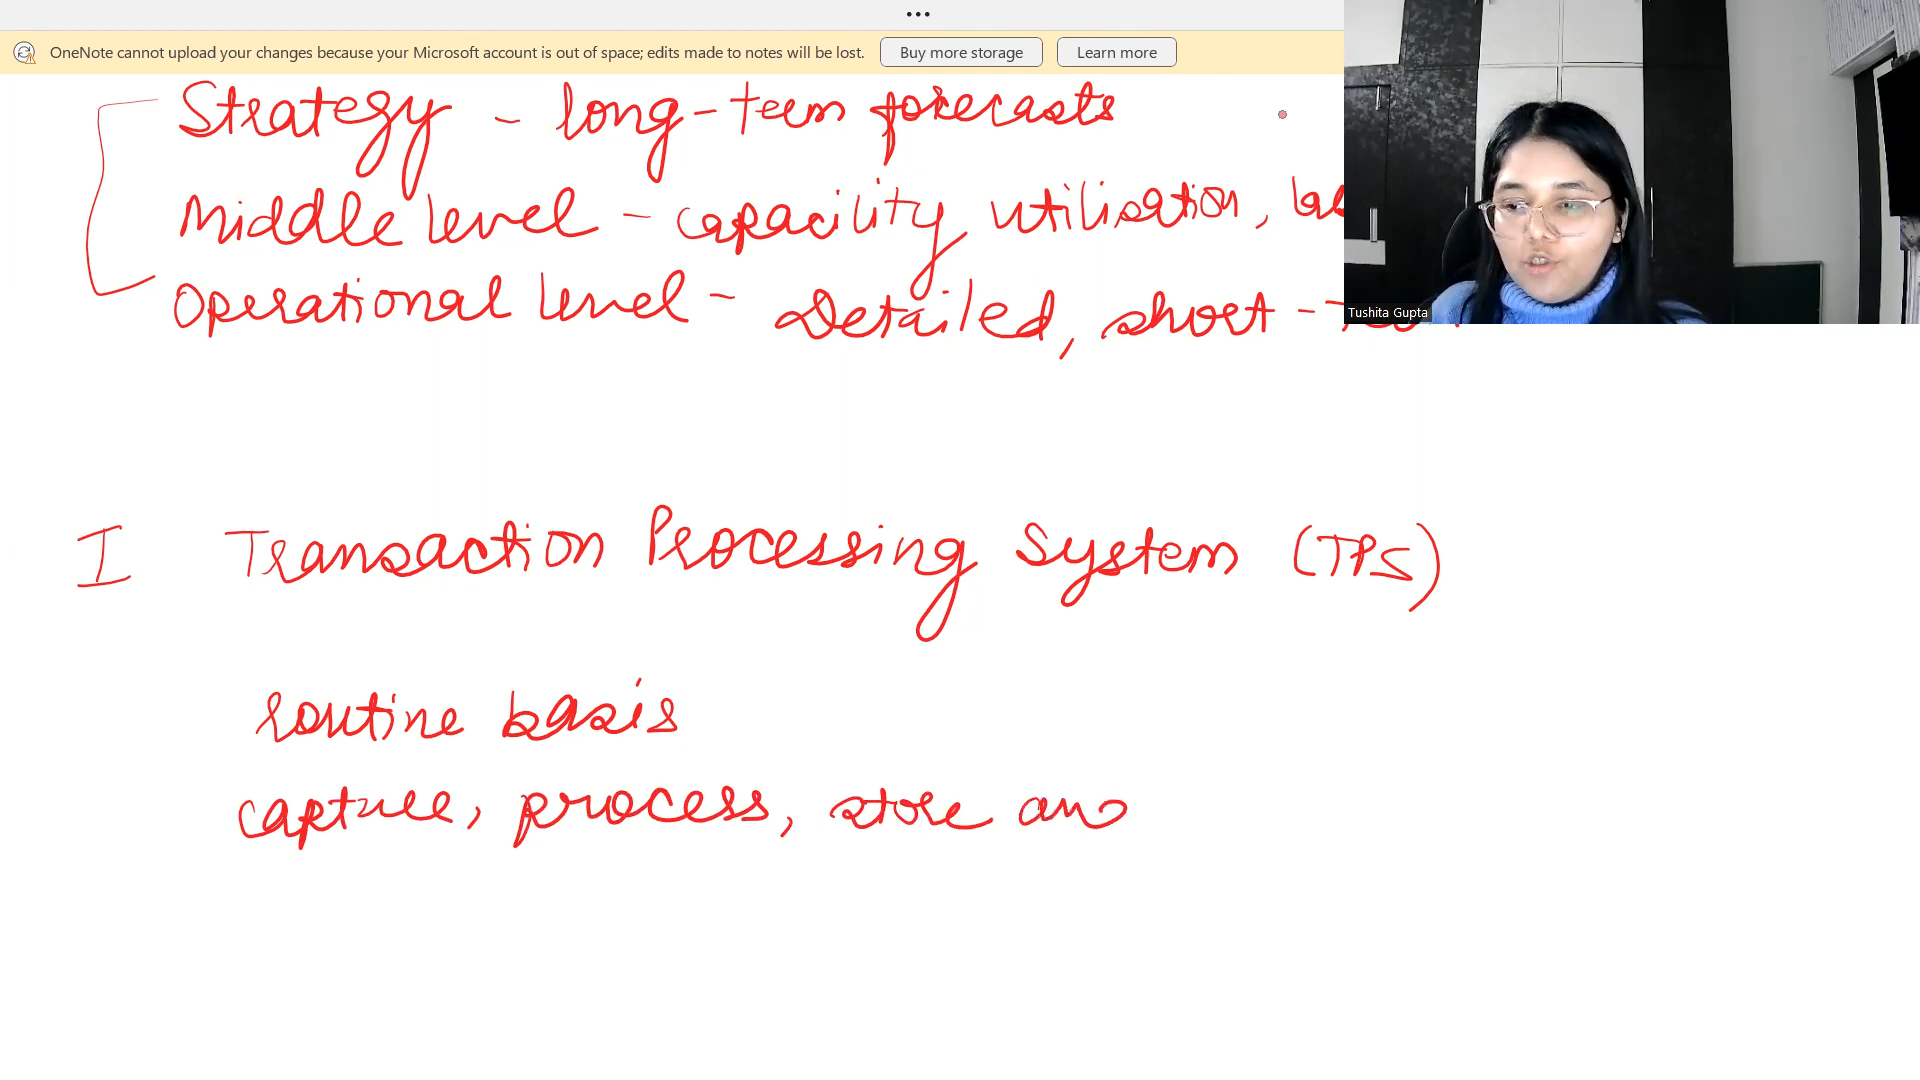 ...
OneNote cannot upload your changes because your Microsoft account is out of space; edits made to notes will be lost. Buy more storage Learn more
Strategy - long-term forecasts
Middle level - capacility utilisation,
Operational level - Detailed, short -
Tushita Gupta
I Transaction Processing System (TPS)
routine basis
capture, process, store and